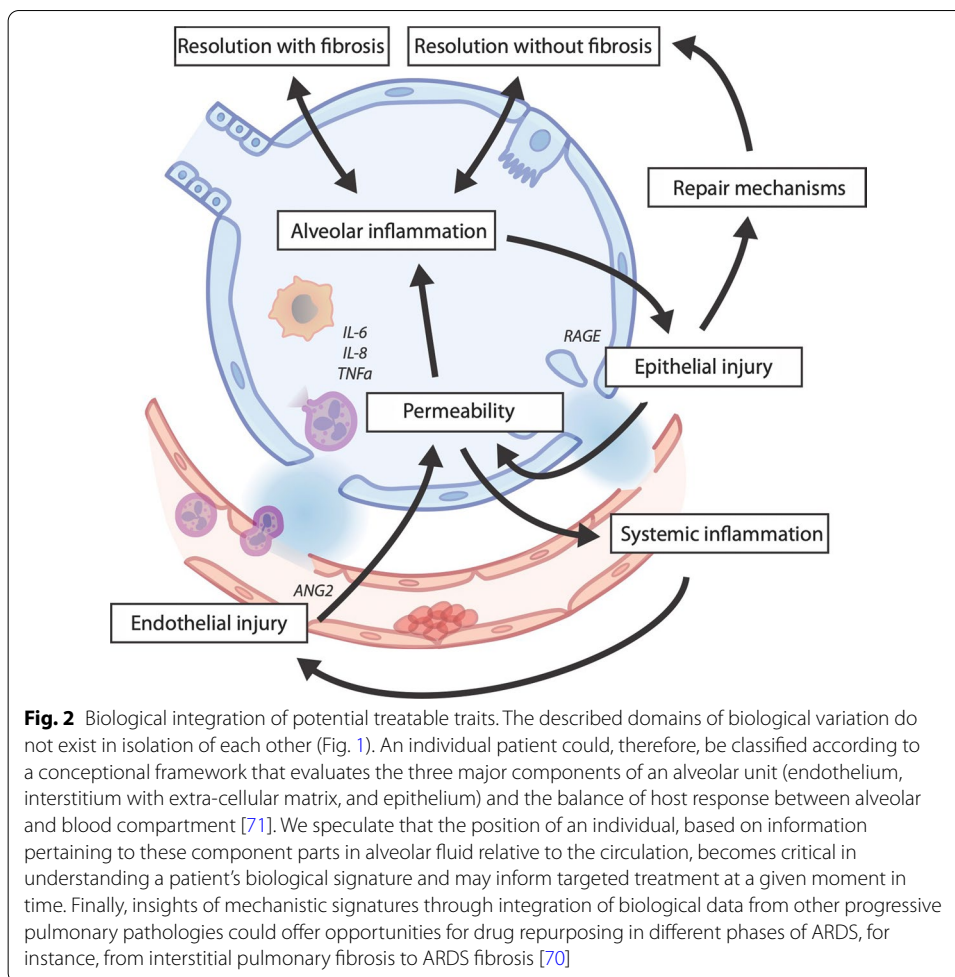 Resolution with fibrosis
Resolution without fibrosis
Repair mechanisms
Alveolar inflammation
IL-6
IL-8
TNFa
RAGE
Epithelial injury
Permeability
Systemic inflammation
ANG2
Endothelial injury
Fig. 2 Biological integration of potential treatable traits. The described domains of biological variation do
not exist in isolation of each other (Fig. 1). An individual patient could, therefore, be classified according to
a conceptual framework that evaluates the three major components of an alveolar unit (endothelium,
interstitium with extra-cellular matrix, and epithelium) and the balance of host response between alveolar
and blood compartment [71]. We speculate that the position of an individual, based on information
pertaining to these component parts in alveolar fluid relative to the circulation, becomes critical in
understanding a patient's biological signature and may inform targeted treatment at a given moment in
time. Finally, insights of mechanistic signatures through integration of biological data from other progressive
pulmonary pathologies could offer opportunities for drug repurposing in different phases of ARDS, for
instance, from interstitial pulmonary fibrosis to ARDS fibrosis [70]